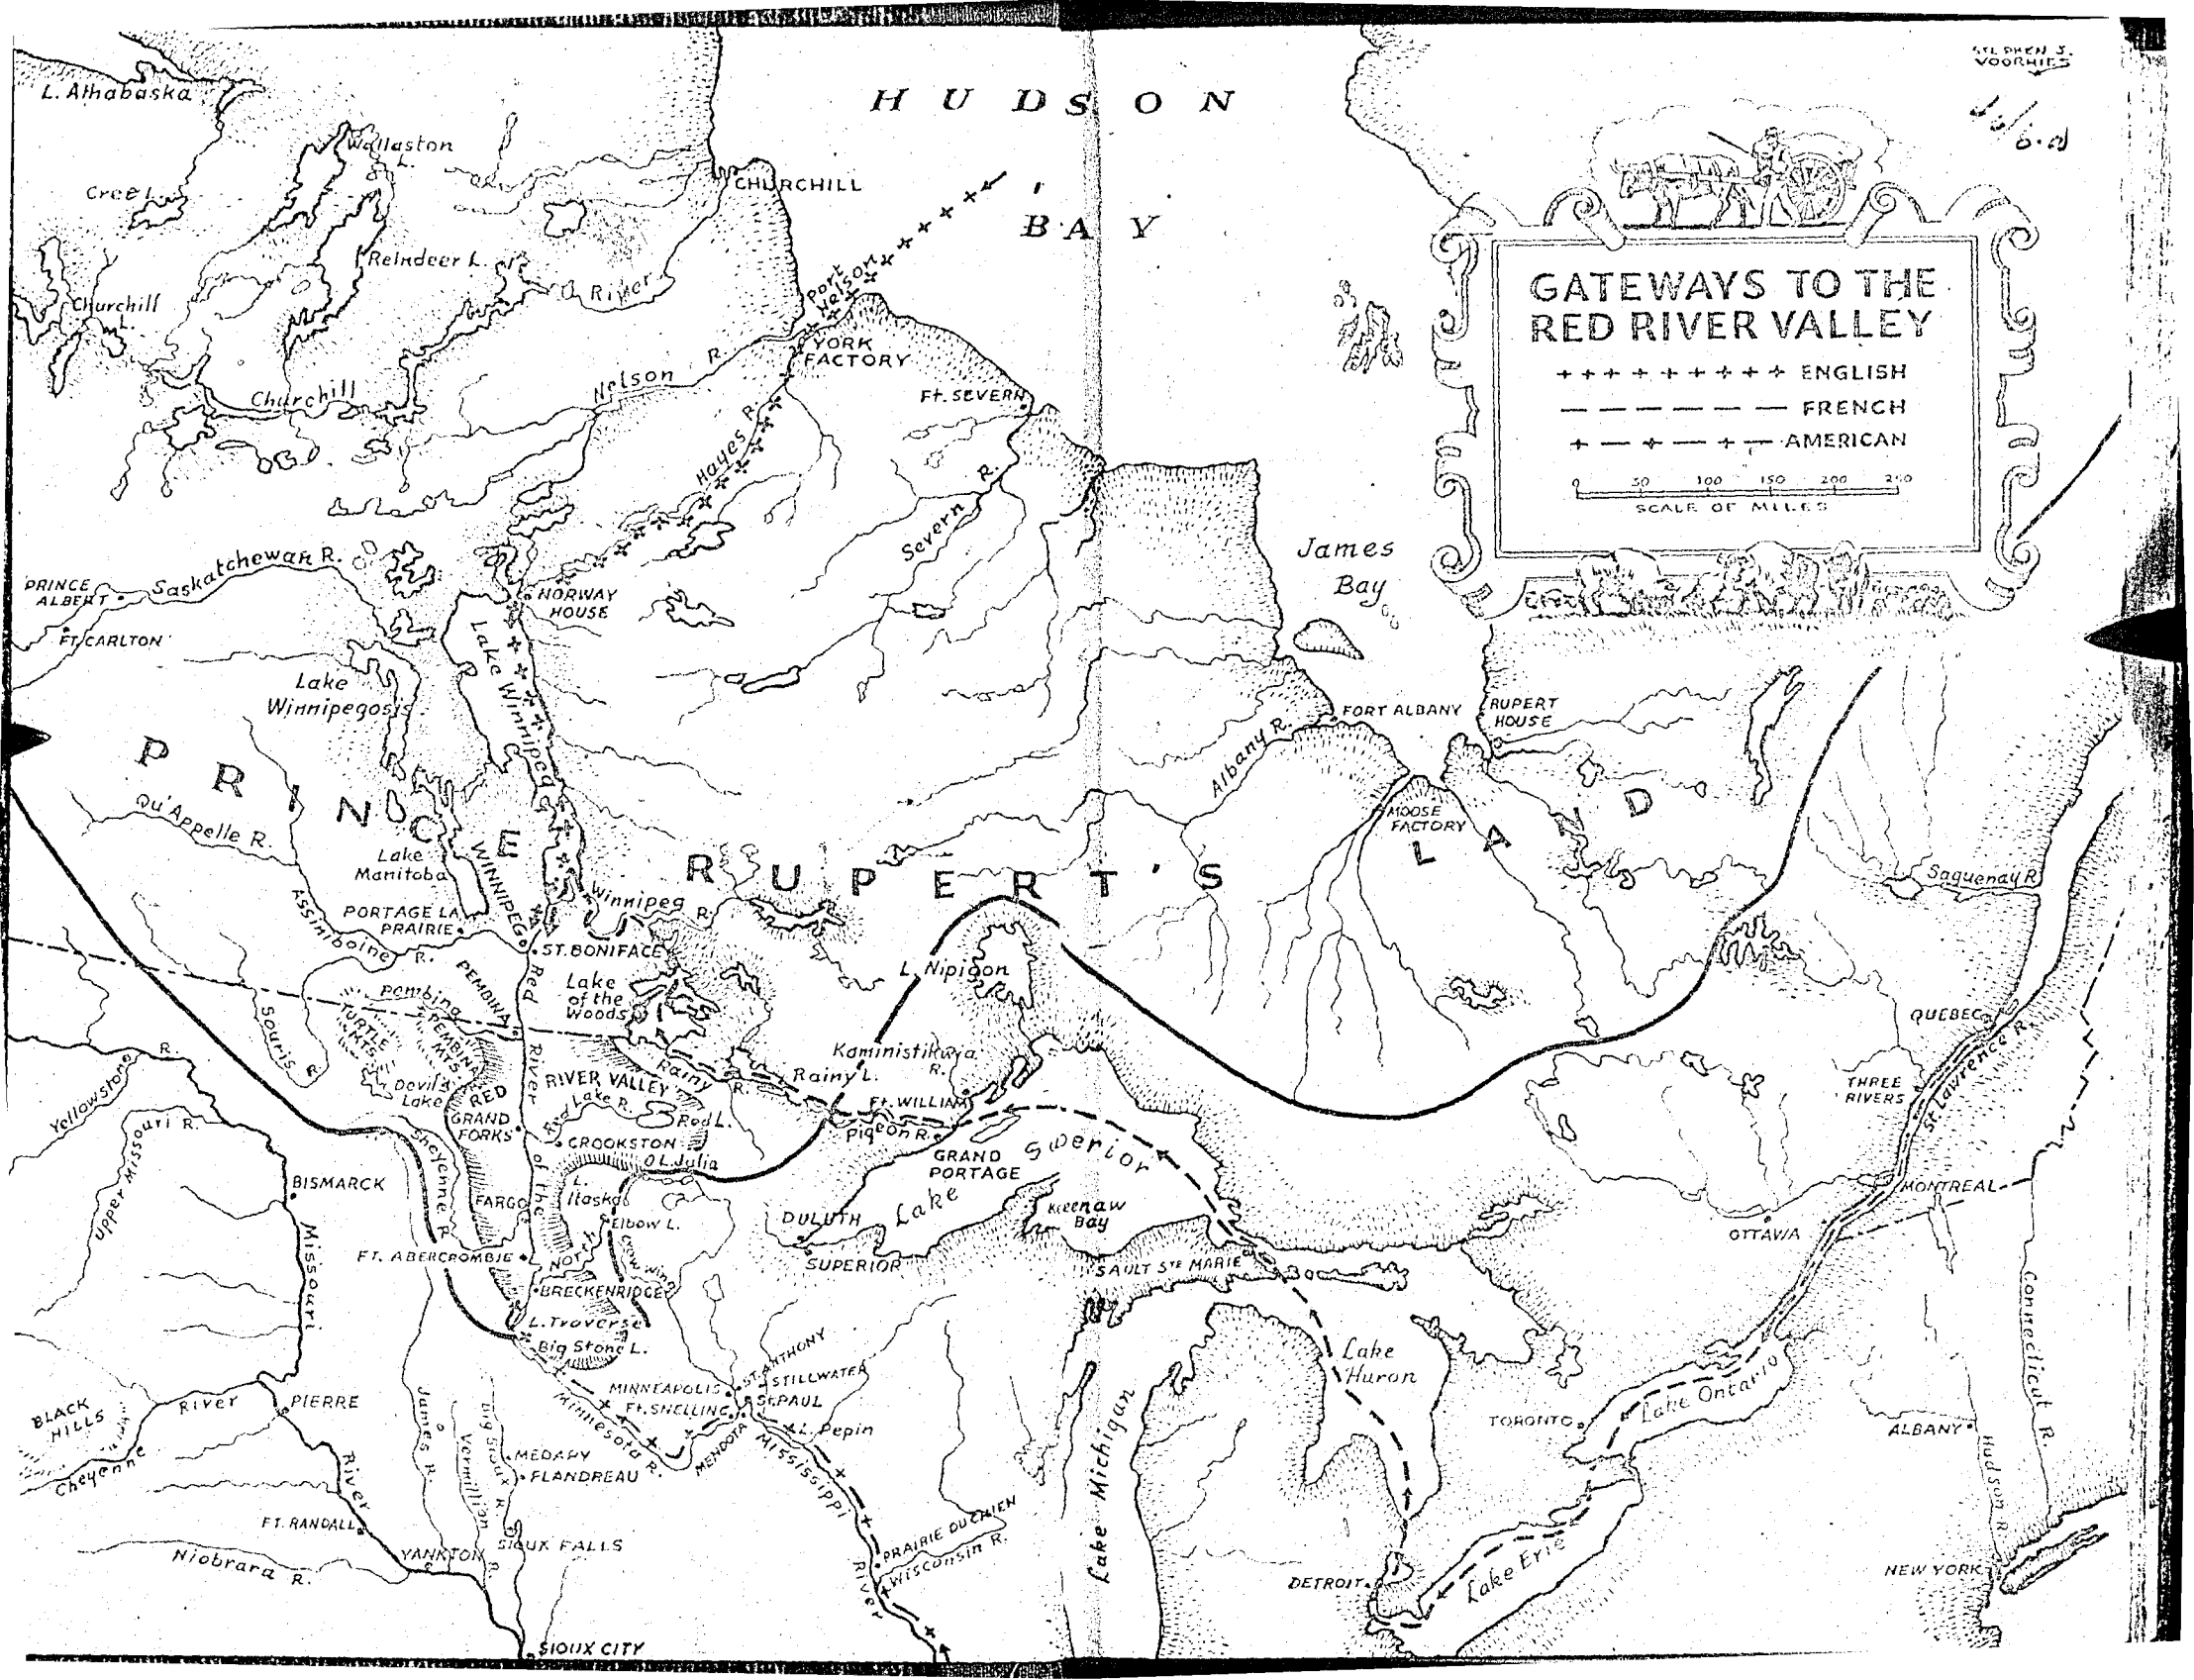 STEPHEN S.
VOORHIES
HUDSON
BAY
GATEWAYS TO THE
RED RIVER VALLEY
ENGLISH
FRENCH
AMERICAN
0 50 100 150 200 250
SCALE OF MILES
L. Athabaska
Wollaston
L.
Cree L.
CHURCHILL
Reindeer L.
River
Churchill
L.
Port
Nelson
YORK
FACTORY
Nelson R.
Churchill
Hayes R.
Ft. SEVERN
Severn R.
James
Bay
Saskatchewan R.
PRINCE
ALBERT
FT. CARLTON
NORWAY
HOUSE
Lake Winnipeg
Lake
Winnipegosis
FORT ALBANY
RUPERT
HOUSE
Albany R.
MOOSE
FACTORY
PRINCE RUPERT'S LAND
Qu'Appelle R.
Lake
Manitoba
WINNIPEG
Winnipeg R.
PORTAGE LA
PRAIRIE
Assiniboine R.
ST. BONIFACE
Saguenay R.
L. Nipigon
Lake
of the
Woods
PEMBINA
Pembina
TURTLE
MTS.
PEMBINA
MTS.
Souris R.
Devil's
Lake
Red River of the
RED
RIVER VALLEY
Rainy R.
Rainy L.
Kaministikwia
R.
Ft. WILLIAM
Pigeon R.
GRAND
PORTAGE
Lake Superior
Keenaw
Bay
QUEBEC
St. Lawrence R.
THREE
RIVERS
MONTREAL
OTTAWA
Yellowstone R.
Upper Missouri R.
GRAND
FORKS
Red Lake R.
Red L.
CROOKSTON
L. Julia
L.
Itaska
Elbow L.
Sheyenne R.
FARGO
BISMARCK
Missouri
FT. ABERCROMBIE
BRECKENRIDGE
L. Traverse
Big Stone L.
DULUTH
SUPERIOR
SAULT STE MARIE
Lake
Huron
Connecticut R.
BLACK
HILLS
River
Cheyenne
PIERRE
River
MINNEAPOLIS
ST. ANTHONY
STILLWATER
FT. SNELLING
ST. PAUL
MENDOTA
L. Pepin
Minnesota R.
Mississippi
River
James R.
Vermillion R.
Big Sioux R.
MEDARY
FLANDREAU
SIOUX FALLS
FT. RANDALL
YANKTON
Niobrara R.
SIOUX CITY
PRAIRIE DU CHIEN
Wisconsin R.
Lake Michigan
DETROIT
Lake Erie
TORONTO
Lake Ontario
ALBANY
Hudson R.
NEW YORK